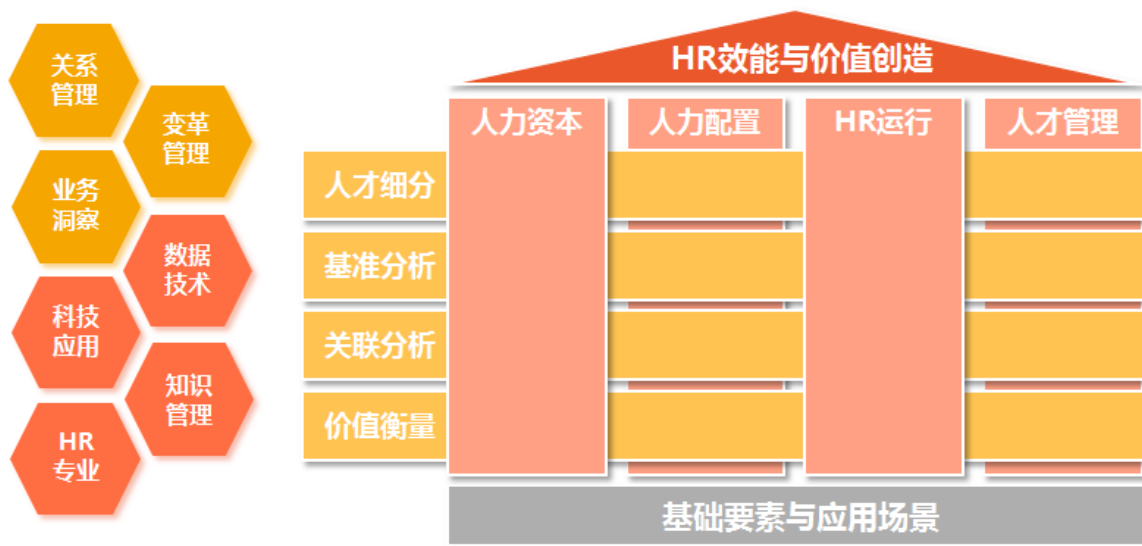 关系
管理
变革
管理
业务
洞察
数据
技术
科技
应用
知识
管理
HR
专业
HR效能与价值创造
人力资本
人力配置
HR运行
人才管理
人才细分
基准分析
关联分析
价值衡量
基础要素与应用场景